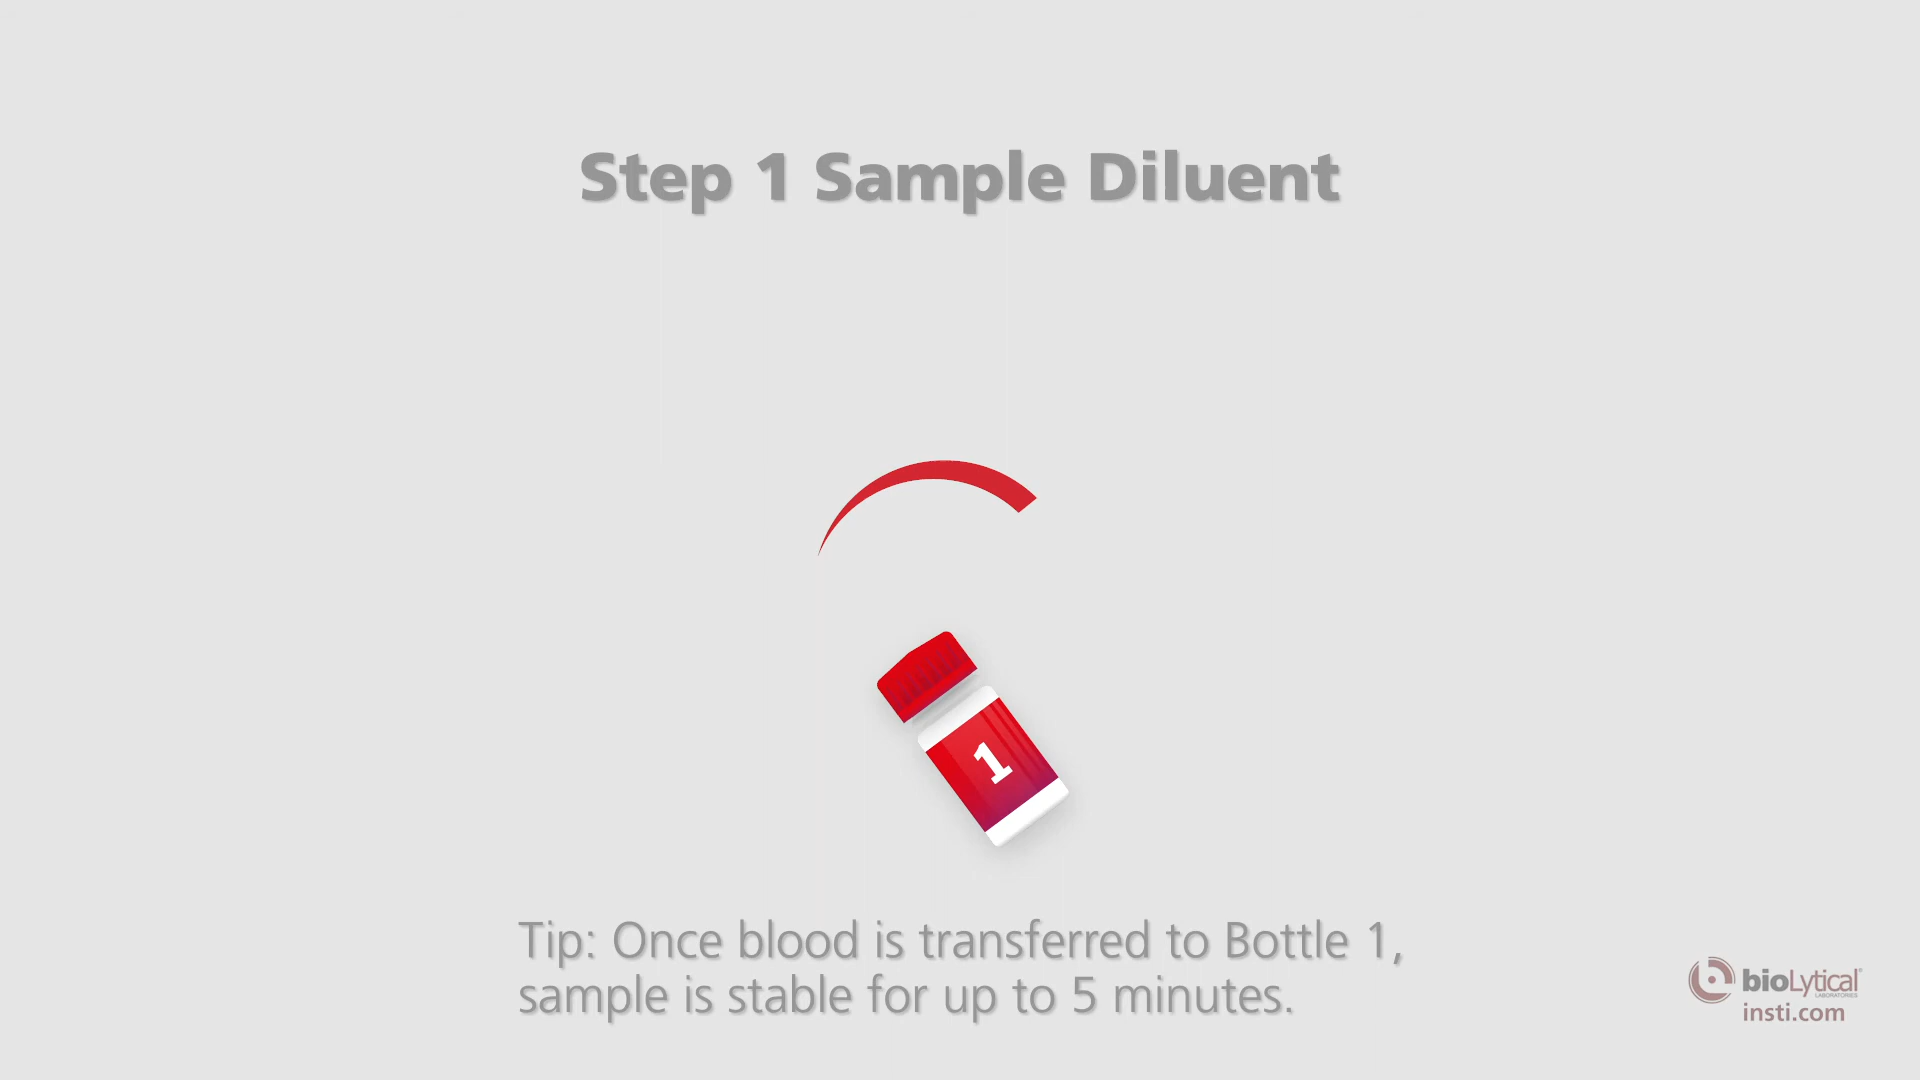 Step 1 Sample Diluent
1
Tip: Once blood is transferred to Bottle 1,
sample is stable for up to 5 minutes.
bioLytical®
LABORATORIES
insti.com